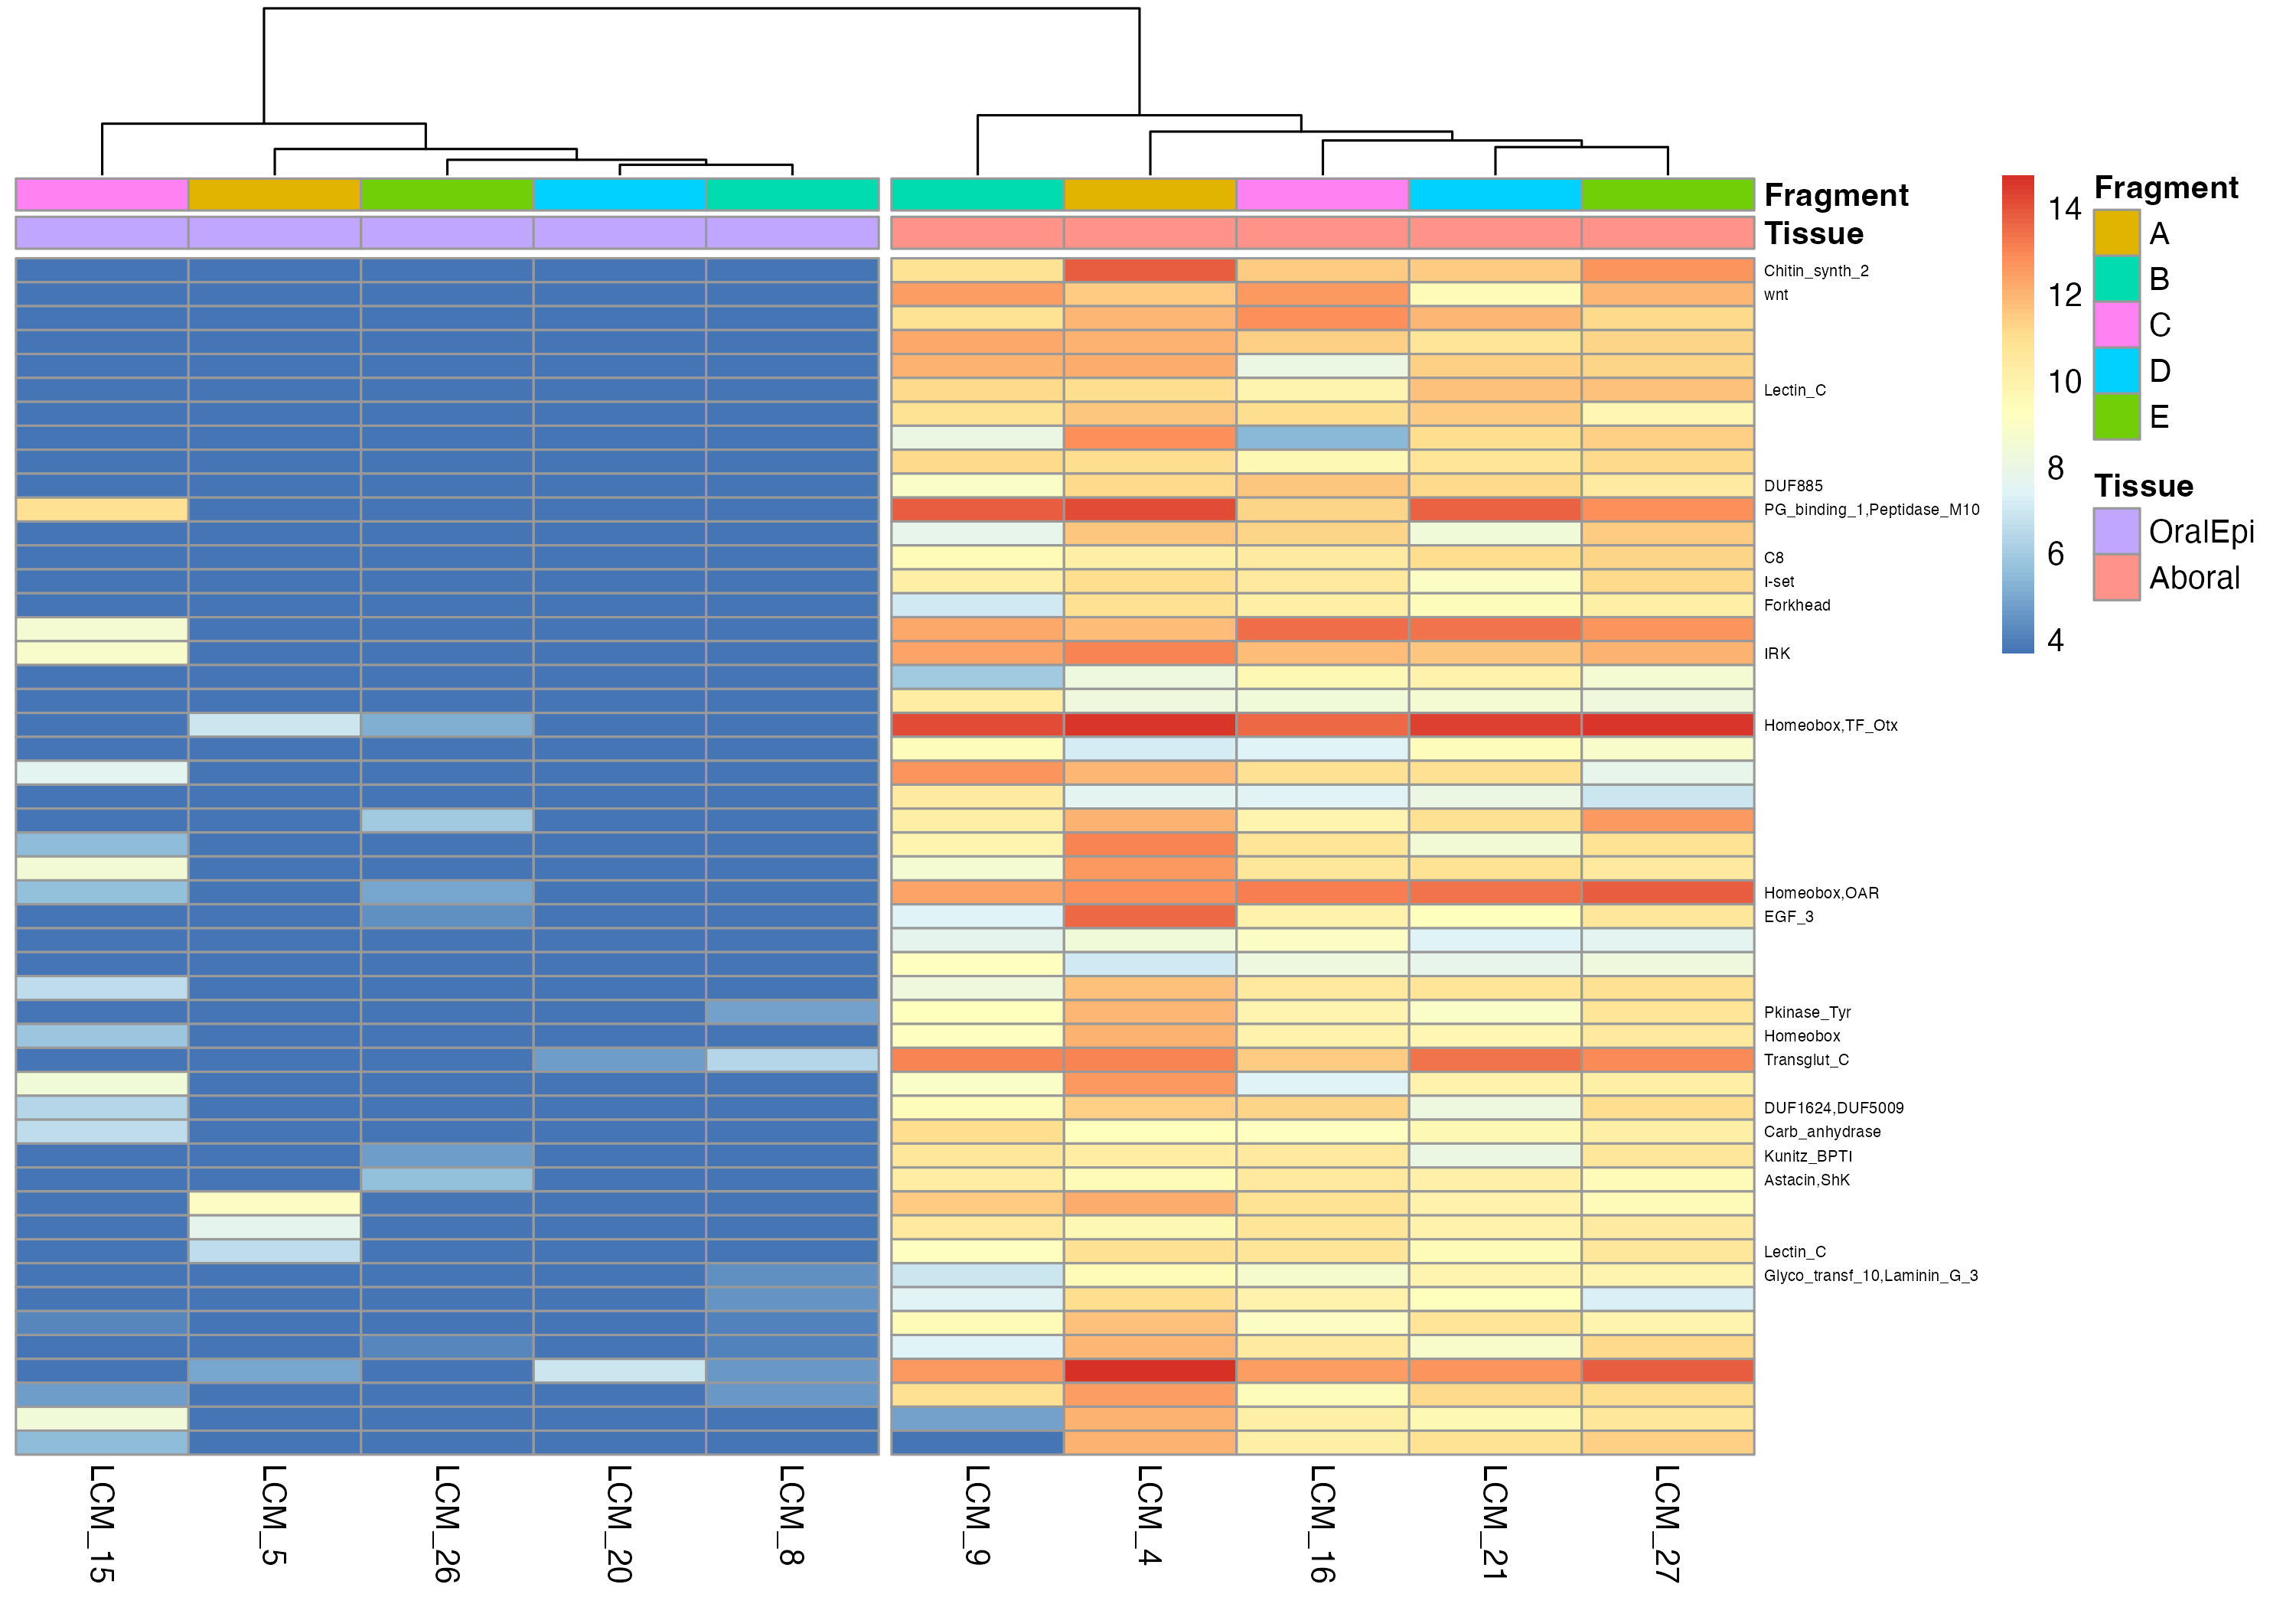 Fragment
Tissue
Chitin_synth_2
wnt
Lectin_C
DUF885
PG_binding_1,Peptidase_M10
C8
I-set
Forkhead
IRK
Homeobox,TF_Otx
Homeobox,OAR
EGF_3
Pkinase_Tyr
Homeobox
Transglut_C
DUF1624,DUF5009
Carb_anhydrase
Kunitz_BPTI
Astacin,ShK
Lectin_C
Glyco_transf_10,Laminin_G_3
LCM_15
LCM_5
LCM_26
LCM_20
LCM_8
LCM_9
LCM_4
LCM_16
LCM_21
LCM_27
14
12
10
8
6
4
Fragment
A
B
C
D
E
Tissue
OralEpi
Aboral